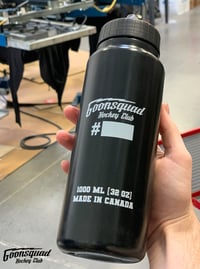 Goonsquad
Hockey Club
#
1000 ML [32 OZ]
MADE IN CANADA
Goonsquad
Hockey Club